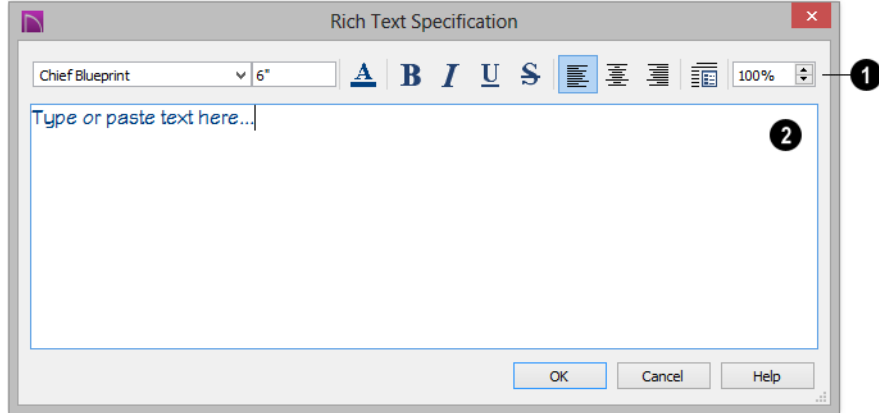 Rich Text Specification
Chief Blueprint 6" A B I U S 100% 1
Type or paste text here...
2
OK Cancel Help